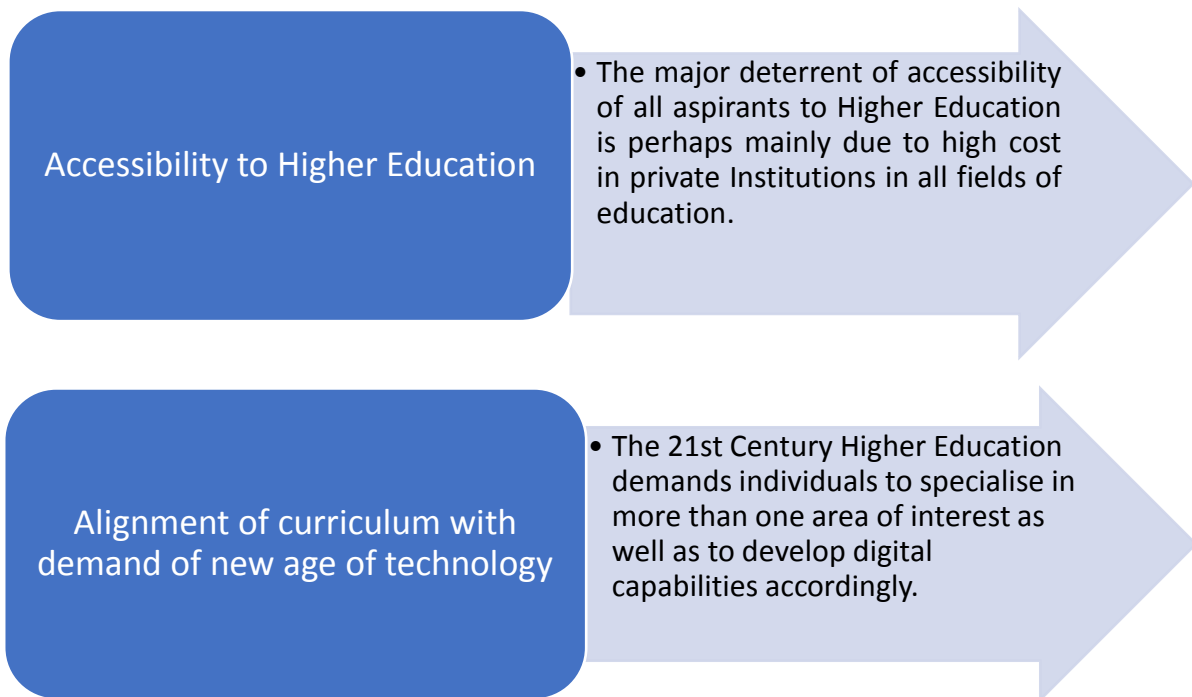 Accessibility to Higher Education
• The major deterrent of accessibility
of all aspirants to Higher Education
is perhaps mainly due to high cost
in private Institutions in all fields of
education.
Alignment of curriculum with
demand of new age of technology
• The 21st Century Higher Education
demands individuals to specialise in
more than one area of interest as
well as to develop digital
capabilities accordingly.